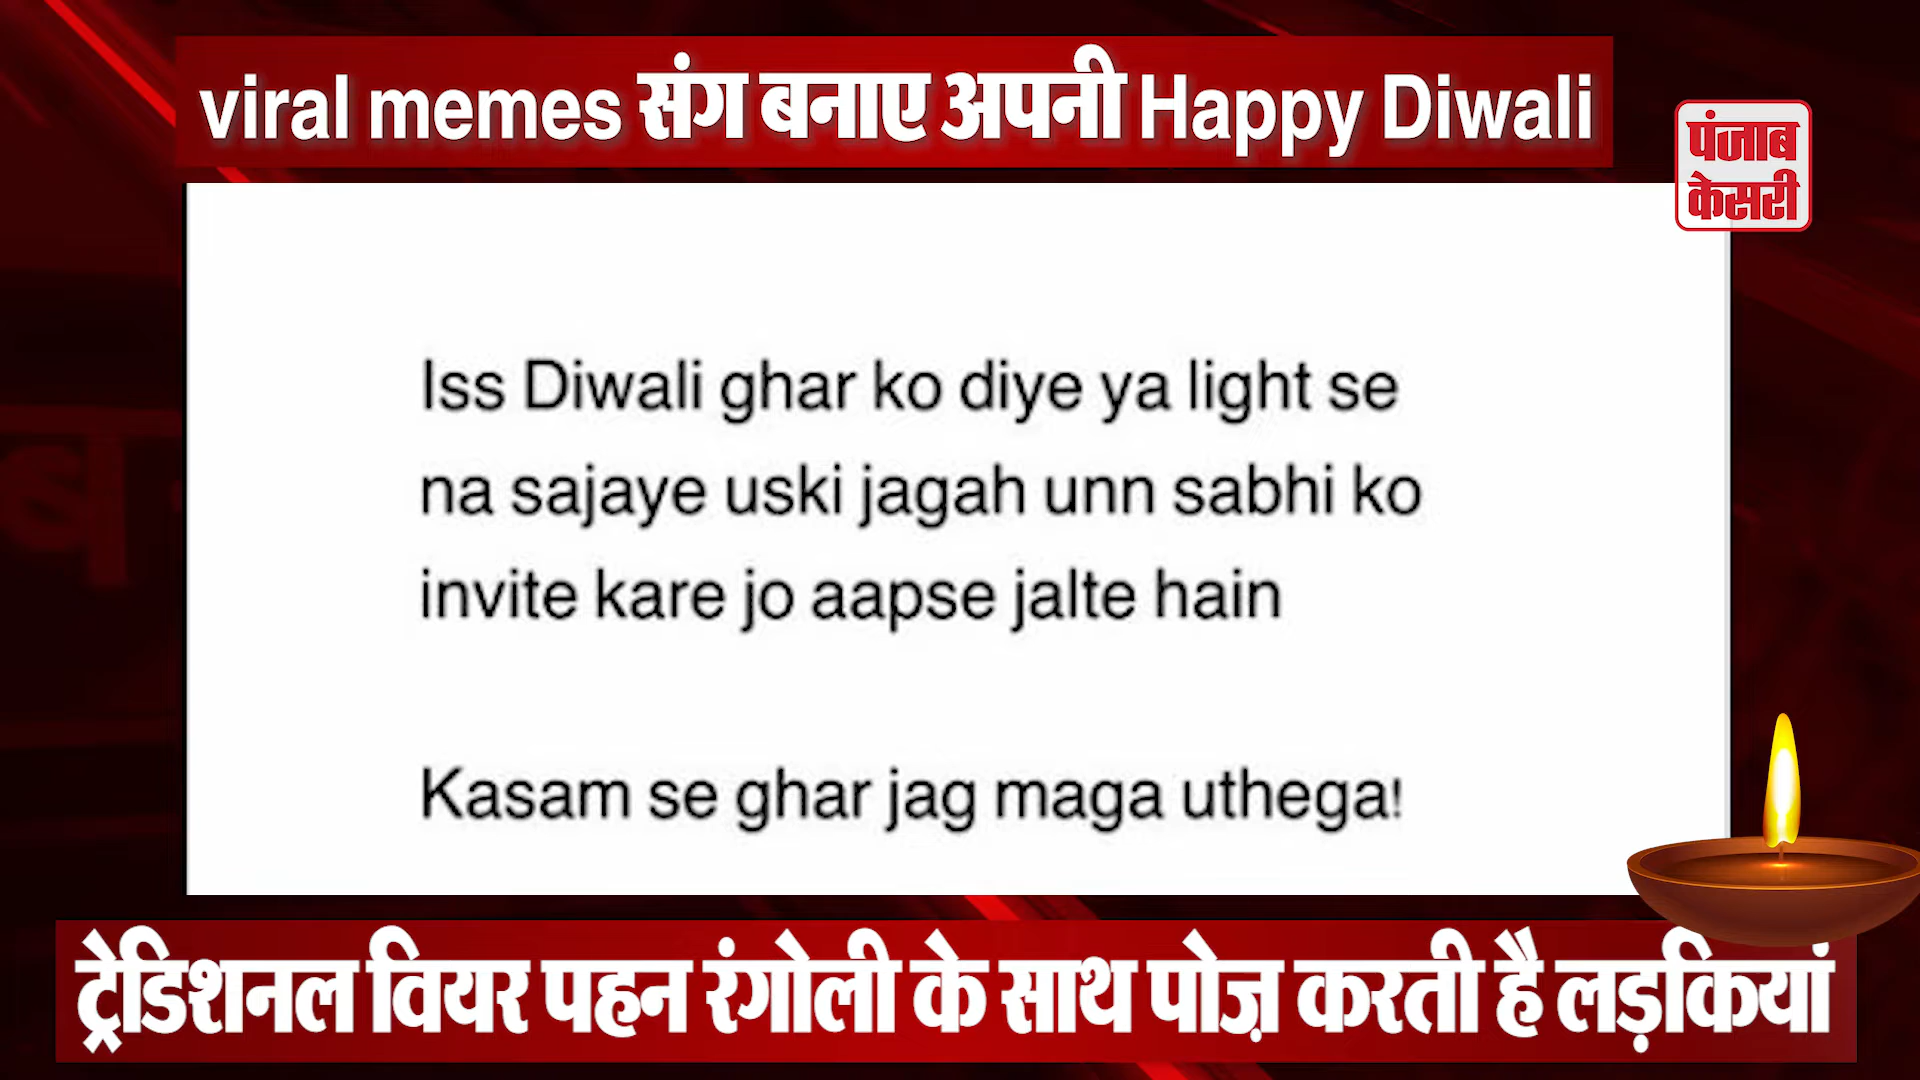 viral memes संग बनाए अपनी Happy Diwali
पंजाब
केसरी
Iss Diwali ghar ko diye ya light se
na sajaye uski jagah unn sabhi ko
invite kare jo aapse jalte hain
Kasam se ghar jag maga uthega!
ट्रेडिशनल वियर पहन रंगोली के साथ पोज़ करती है लड़कियां